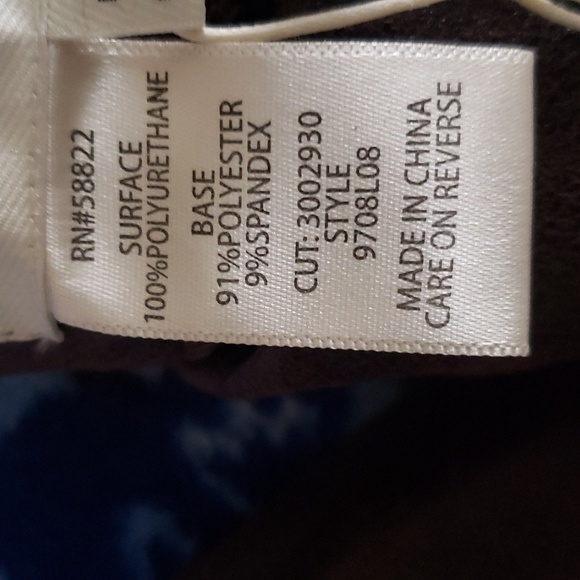 RN#58822
SURFACE
100%POLYURETHANE
BASE
91%POLYESTER
9%SPANDEX
CUT: 3002930
STYLE
9708L08
MADE IN CHINA
CARE ON REVERSE